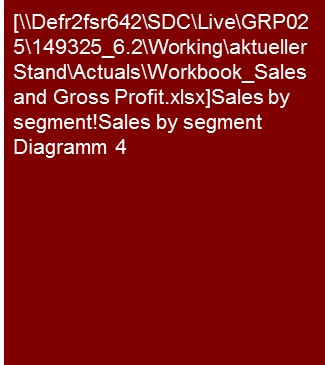 [\\Defr2fsr642\SDC\Live\GRP02
5\149325_6.2\Working\aktueller
Stand\Actuals\Workbook_Sales
and Gross Profit.xlsx]Sales by
segment!Sales by segment
Diagramm 4